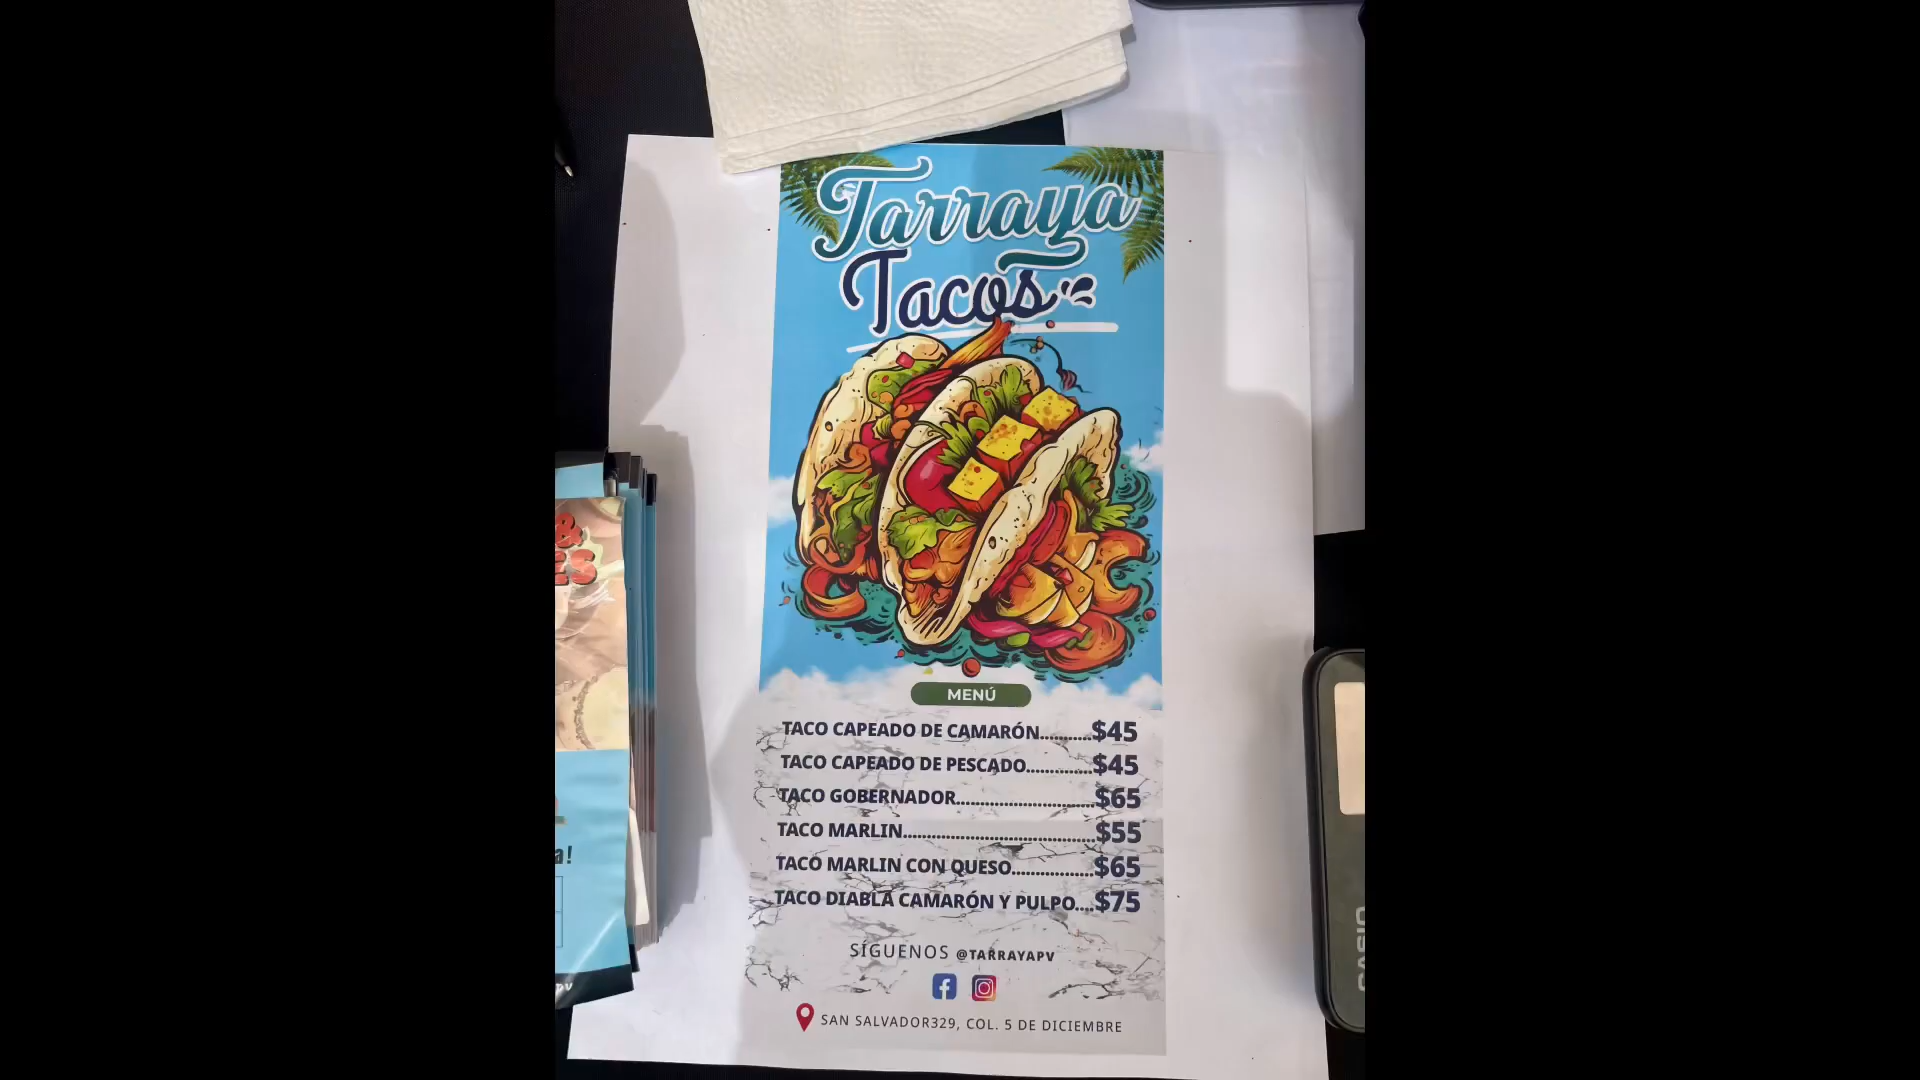 Tarraya
Tacos
MENÚ
TACO CAPEADO DE CAMARÓN..........$45
TACO CAPEADO DE PESCADO.............$45
TACO GOBERNADOR...........................$65
TACO MARLIN......................................$55
TACO MARLIN CON QUESO................$65
TACO DIABLA CAMARÓN Y PULPO....$75
SÍGUENOS @TARRAYAPV
SAN SALVADOR329, COL. 5 DE DICIEMBRE
&
a!
PV
CASIO